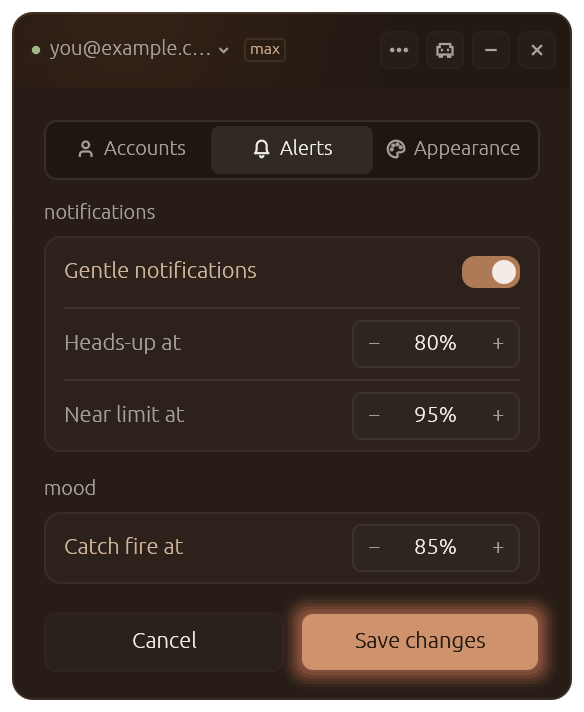 you@example.c... max
Accounts Alerts Appearance
notifications
Gentle notifications
Heads-up at − 80% +
Near limit at − 95% +
mood
Catch fire at − 85% +
Cancel Save changes